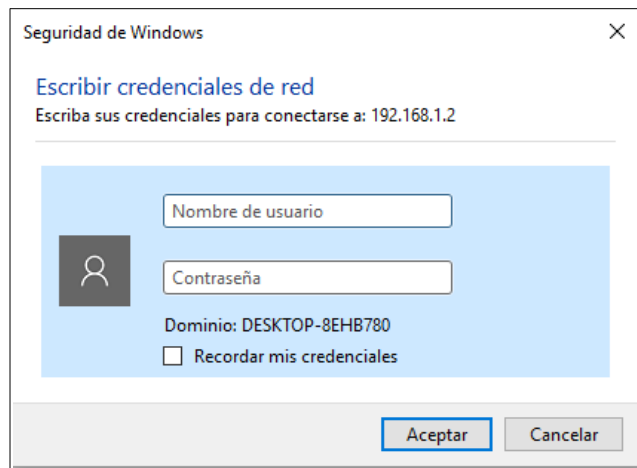 Seguridad de Windows
Escribir credenciales de red
Escriba sus credenciales para conectarse a: 192.168.1.2
Nombre de usuario
Contraseña
Dominio: DESKTOP-8EHB780
Recordar mis credenciales
Aceptar Cancelar